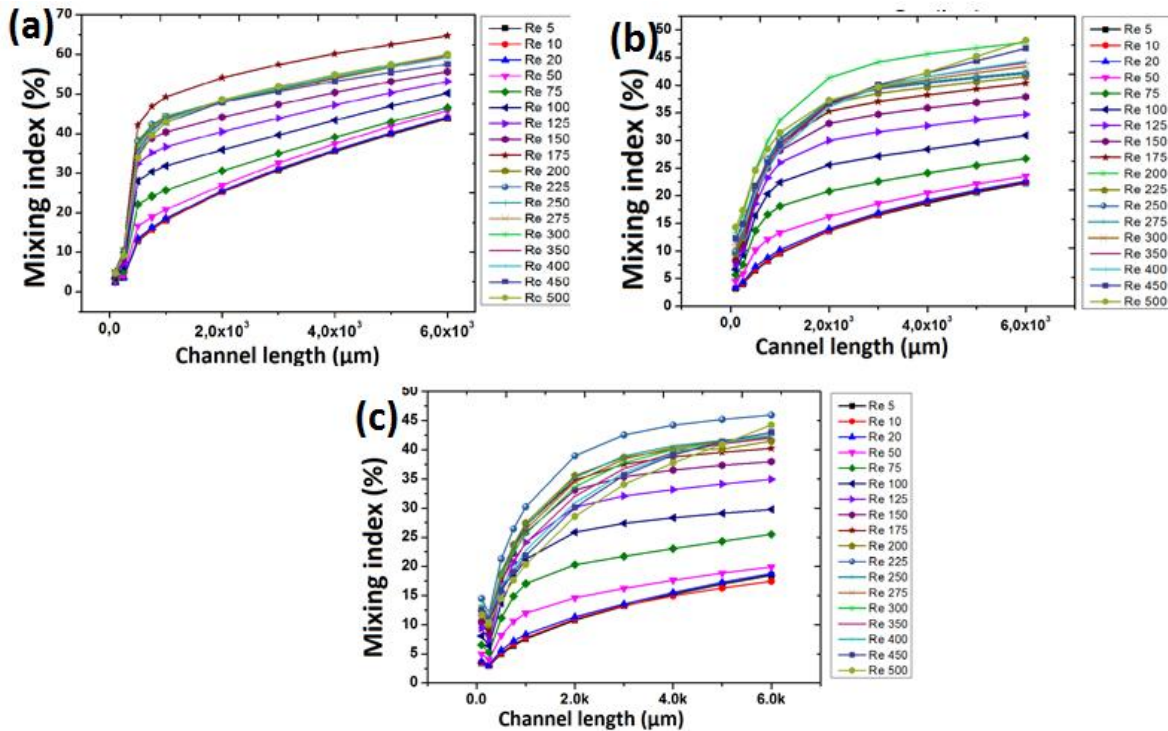 (a)
Mixing index (%)
70
60
50
40
30
20
10
0
0,0
2,0x10³
4,0x10³
6,0x10³
Channel length (µm)
Re 5
Re 10
Re 20
Re 50
Re 75
Re 100
Re 125
Re 150
Re 175
Re 200
Re 225
Re 250
Re 275
Re 300
Re 350
Re 400
Re 450
Re 500
(b)
Mixing index (%)
50
45
40
35
30
25
20
15
10
5
0
0,0
2,0x10³
4,0x10³
6,0x10³
Cannel length (µm)
Re 5
Re 10
Re 20
Re 50
Re 75
Re 100
Re 125
Re 150
Re 175
Re 200
Re 225
Re 250
Re 275
Re 300
Re 350
Re 400
Re 450
Re 500
(c)
Mixing index (%)
50
45
40
35
30
25
20
15
10
5
0
0.0
2.0k
4.0k
6.0k
Channel length (µm)
Re 5
Re 10
Re 20
Re 50
Re 75
Re 100
Re 125
Re 150
Re 175
Re 200
Re 225
Re 250
Re 275
Re 300
Re 350
Re 400
Re 450
Re 500